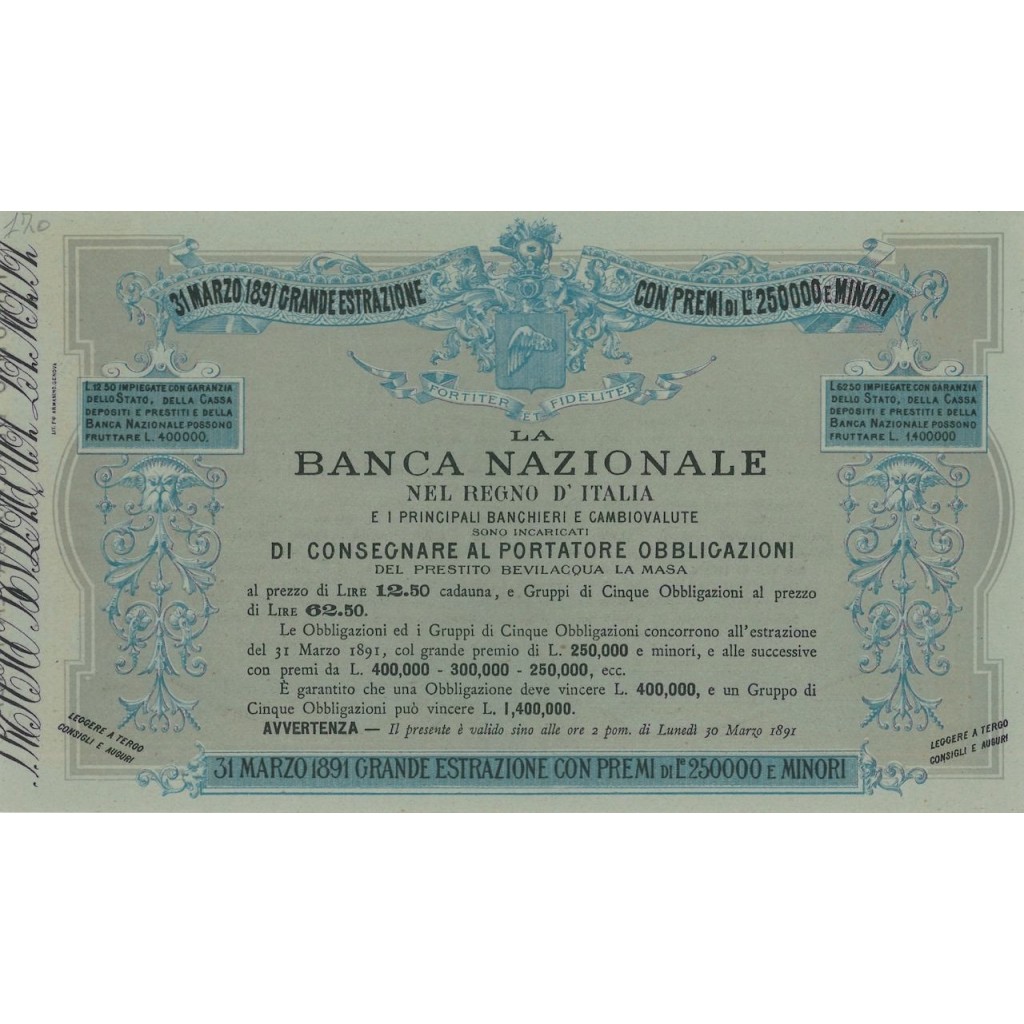 170
31 MARZO 1891 GRANDE ESTRAZIONE
CON PREMI DI Lᵉ 250000 E MINORI
FORTITER ET FIDELITER
L. 12 50 IMPIEGATE CON GARANZIA
DELLO STATO, DELLA CASSA
DEPOSITI E PRESTITI E DELLA
BANCA NAZIONALE POSSONO
FRUTTARE L. 400000.
L. 62 50 IMPIEGATE CON GARANZIA
DELLO STATO, DELLA CASSA
DEPOSITI E PRESTITI E DELLA
BANCA NAZIONALE POSSONO
FRUTTARE L. 1,400000
LA
BANCA NAZIONALE
NEL REGNO D' ITALIA
E I PRINCIPALI BANCHIERI E CAMBIOVALUTE
SONO INCARICATI
DI CONSEGNARE AL PORTATORE OBBLIGAZIONI
DEL PRESTITO BEVILACQUA LA MASA
al prezzo di LIRE 12.50 cadauna, e Gruppi di Cinque Obbligazioni al prezzo
di LIRE 62.50.
Le Obbligazioni ed i Gruppi di Cinque Obbligazioni concorrono all'estrazione
del 31 Marzo 1891, col grande premio di L. 250,000 e minori, e alle successive
con premi da L. 400,000 - 300,000 - 250,000, ecc.
È garantito che una Obbligazione deve vincere L. 400,000, e un Gruppo di
Cinque Obbligazioni può vincere L. 1,400,000.
AVVERTENZA — Il presente è valido sino alle ore 2 pom. di Lunedì 30 Marzo 1891
LEGGERE A TERGO
CONSIGLI E AUGURI
LEGGERE A TERGO
CONSIGLI E AUGURI
31 MARZO 1891 GRANDE ESTRAZIONE CON PREMI DI Lᵉ 250000 E MINORI